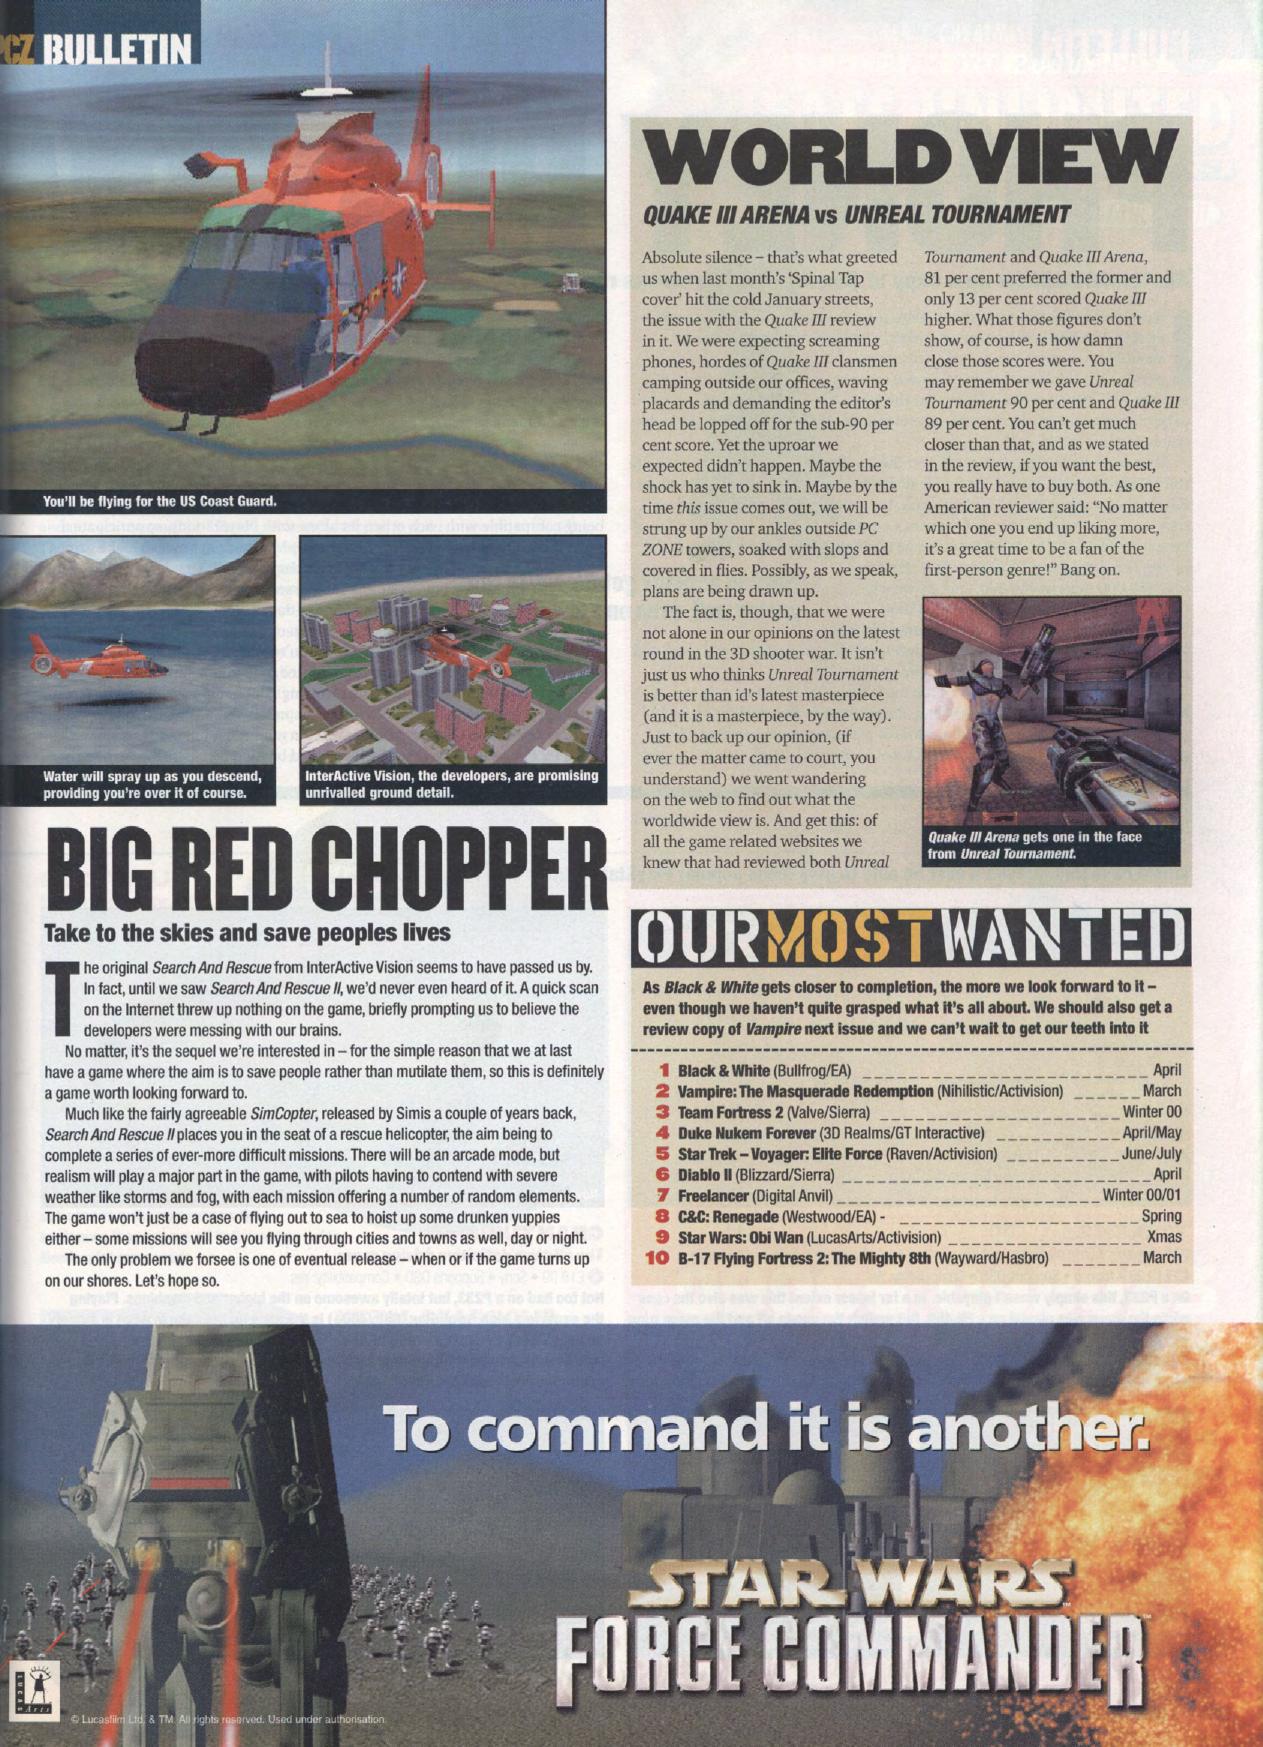 PCZ BULLETIN
You'll be flying for the US Coast Guard.
Water will spray up as you descend,
providing you're over it of course.
InterActive Vision, the developers, are promising
unrivalled ground detail.
BIG RED CHOPPER
Take to the skies and save peoples lives
The original Search And Rescue from InterActive Vision seems to have passed us by.
In fact, until we saw Search And Rescue II, we'd never even heard of it. A quick scan
on the Internet threw up nothing on the game, briefly prompting us to believe the
developers were messing with our brains.
No matter, it's the sequel we're interested in – for the simple reason that we at last
have a game where the aim is to save people rather than mutilate them, so this is definitely
a game worth looking forward to.
Much like the fairly agreeable SimCopter, released by Simis a couple of years back,
Search And Rescue II places you in the seat of a rescue helicopter, the aim being to
complete a series of ever-more difficult missions. There will be an arcade mode, but
realism will play a major part in the game, with pilots having to contend with severe
weather like storms and fog, with each mission offering a number of random elements.
The game won't just be a case of flying out to sea to hoist up some drunken yuppies
either – some missions will see you flying through cities and towns as well, day or night.
The only problem we forsee is one of eventual release – when or if the game turns up
on our shores. Let's hope so.
WORLD VIEW
QUAKE III ARENA vs UNREAL TOURNAMENT
Absolute silence – that's what greeted
us when last month's 'Spinal Tap
cover' hit the cold January streets,
the issue with the Quake III review
in it. We were expecting screaming
phones, hordes of Quake III clansmen
camping outside our offices, waving
placards and demanding the editor's
head be lopped off for the sub-90 per
cent score. Yet the uproar we
expected didn't happen. Maybe the
shock has yet to sink in. Maybe by the
time this issue comes out, we will be
strung up by our ankles outside PC
ZONE towers, soaked with slops and
covered in flies. Possibly, as we speak,
plans are being drawn up.
The fact is, though, that we were
not alone in our opinions on the latest
round in the 3D shooter war. It isn't
just us who thinks Unreal Tournament
is better than id's latest masterpiece
(and it is a masterpiece, by the way).
Just to back up our opinion, (if
ever the matter came to court, you
understand) we went wandering
on the web to find out what the
worldwide view is. And get this: of
all the game related websites we
knew that had reviewed both Unreal
Tournament and Quake III Arena,
81 per cent preferred the former and
only 13 per cent scored Quake III
higher. What those figures don't
show, of course, is how damn
close those scores were. You
may remember we gave Unreal
Tournament 90 per cent and Quake III
89 per cent. You can't get much
closer than that, and as we stated
in the review, if you want the best,
you really have to buy both. As one
American reviewer said: "No matter
which one you end up liking more,
it's a great time to be a fan of the
first-person genre!" Bang on.
Quake III Arena gets one in the face
from Unreal Tournament.
OUR MOST WANTED
As Black & White gets closer to completion, the more we look forward to it –
even though we haven't quite grasped what it's all about. We should also get a
review copy of Vampire next issue and we can't wait to get our teeth into it
1 Black & White (Bullfrog/EA) April
2 Vampire: The Masquerade Redemption (Nihilistic/Activision) March
3 Team Fortress 2 (Valve/Sierra) Winter 00
4 Duke Nukem Forever (3D Realms/GT Interactive) April/May
5 Star Trek – Voyager: Elite Force (Raven/Activision) June/July
6 Diablo II (Blizzard/Sierra) April
7 Freelancer (Digital Anvil) Winter 00/01
8 C&C: Renegade (Westwood/EA) - Spring
9 Star Wars: Obi Wan (LucasArts/Activision) Xmas
10 B-17 Flying Fortress 2: The Mighty 8th (Wayward/Hasbro) March
To command it is another.
STAR WARS
FORCE COMMANDER
LUCAS Arts
© Lucasfilm Ltd. & TM. All rights reserved. Used under authorisation.